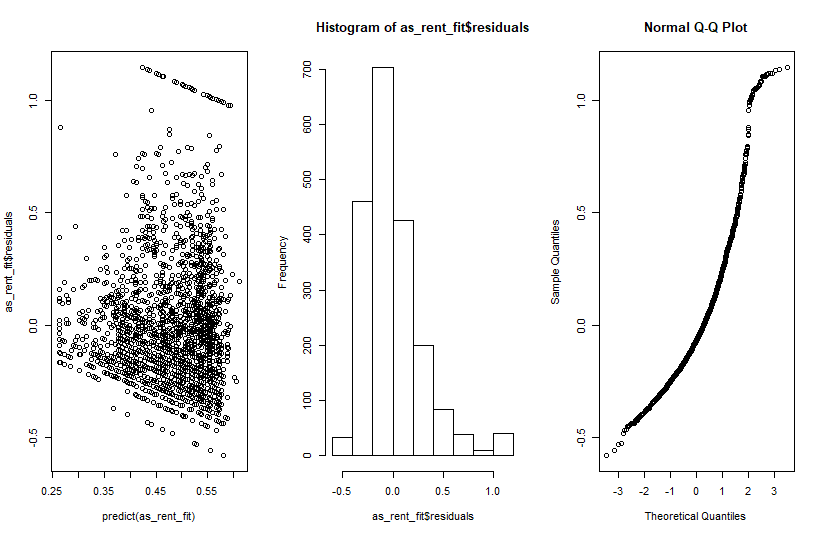 as_rent_fit$residuals
1.0
0.5
0.0
-0.5
0.25 0.35 0.45 0.55
predict(as_rent_fit)
Histogram of as_rent_fit$residuals
Frequency
700
600
500
400
300
200
100
0
-0.5 0.0 0.5 1.0
as_rent_fit$residuals
Normal Q-Q Plot
Sample Quantiles
1.0
0.5
0.0
-0.5
-3 -2 -1 0 1 2 3
Theoretical Quantiles